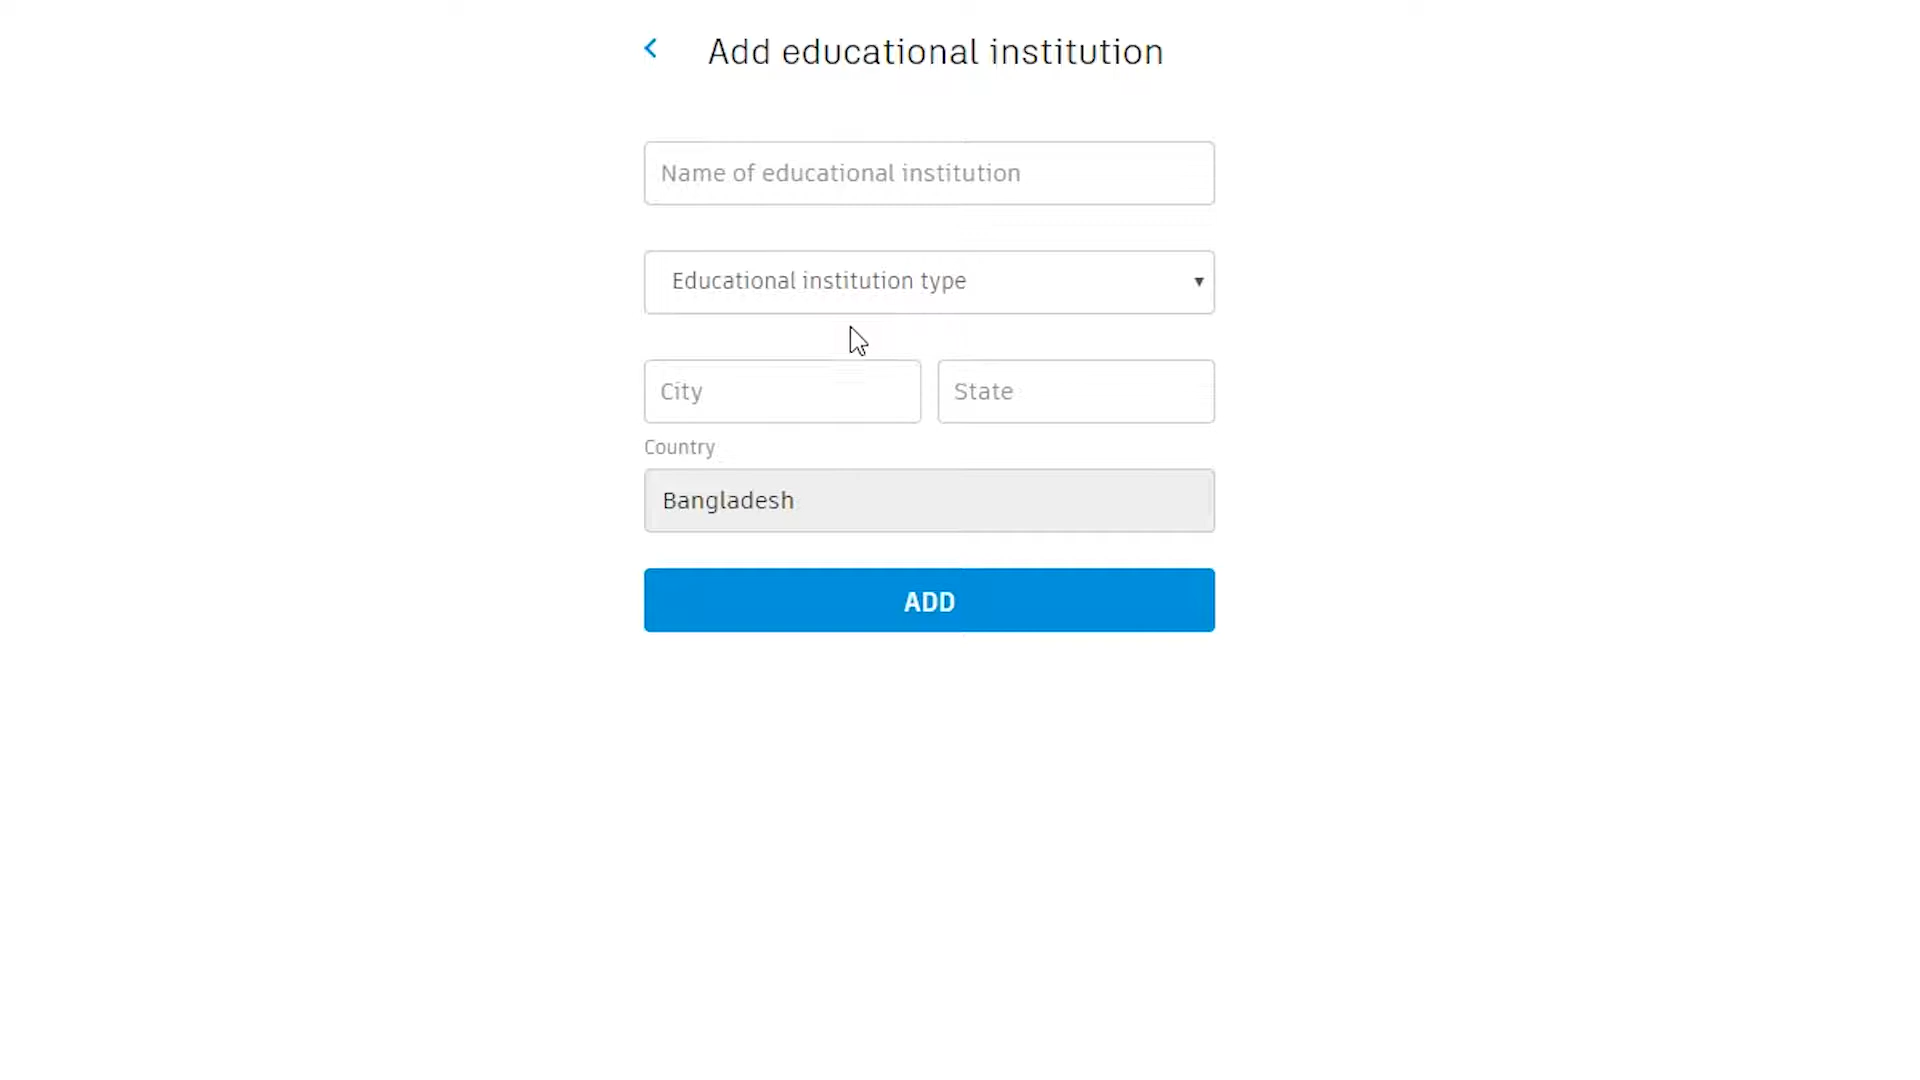 Add educational institution
Name of educational institution
Educational institution type
City
State
Country
Bangladesh
ADD